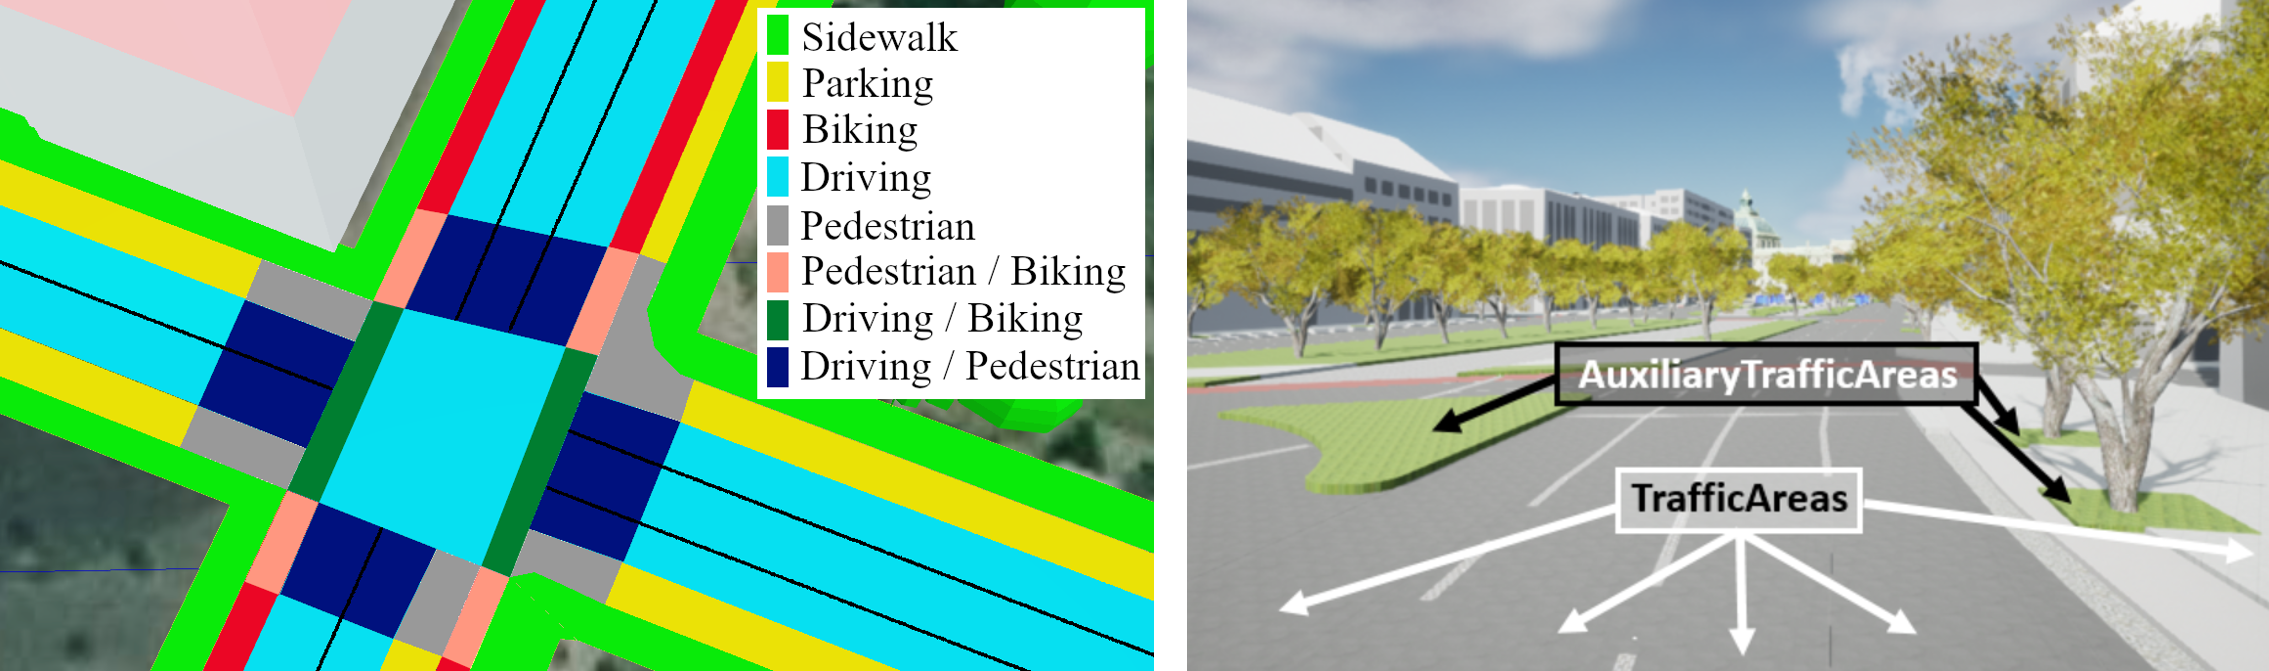 Sidewalk
Parking
Biking
Driving
Pedestrian
Pedestrian / Biking
Driving / Biking
Driving / Pedestrian
AuxiliaryTrafficAreas
TrafficAreas